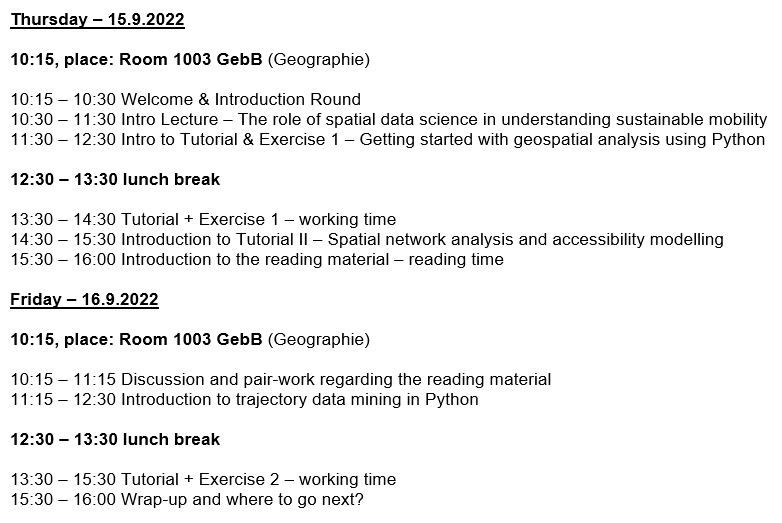 Thursday – 15.9.2022
10:15, place: Room 1003 GebB (Geographie)
10:15 – 10:30 Welcome & Introduction Round
10:30 – 11:30 Intro Lecture – The role of spatial data science in understanding sustainable mobility
11:30 – 12:30 Intro to Tutorial & Exercise 1 – Getting started with geospatial analysis using Python
12:30 – 13:30 lunch break
13:30 – 14:30 Tutorial + Exercise 1 – working time
14:30 – 15:30 Introduction to Tutorial II – Spatial network analysis and accessibility modelling
15:30 – 16:00 Introduction to the reading material – reading time
Friday – 16.9.2022
10:15, place: Room 1003 GebB (Geographie)
10:15 – 11:15 Discussion and pair-work regarding the reading material
11:15 – 12:30 Introduction to trajectory data mining in Python
12:30 – 13:30 lunch break
13:30 – 15:30 Tutorial + Exercise 2 – working time
15:30 – 16:00 Wrap-up and where to go next?